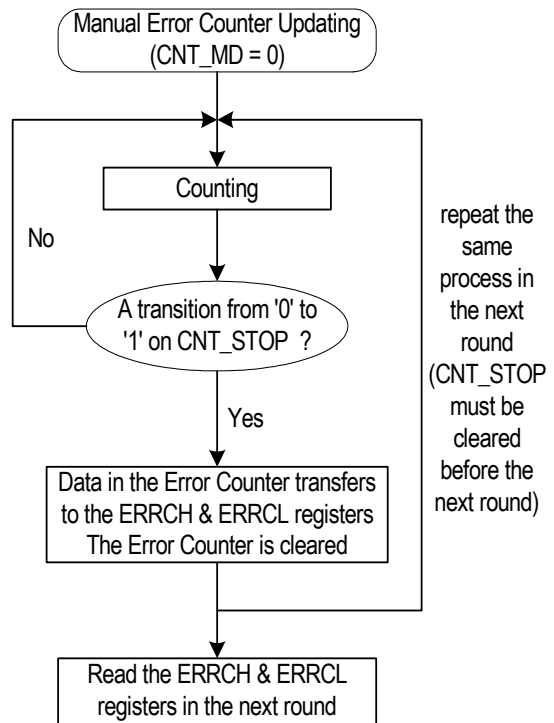 Manual Error Counter Updating
(CNT_MD = 0)
Counting
No
A transition from '0' to
'1' on CNT_STOP ?
Yes
Data in the Error Counter transfers
to the ERRCH & ERRCL registers
The Error Counter is cleared
repeat the
same
process in
the next
round
(CNT_STOP
must be
cleared
before the
next round)
Read the ERRCH & ERRCL
registers in the next round